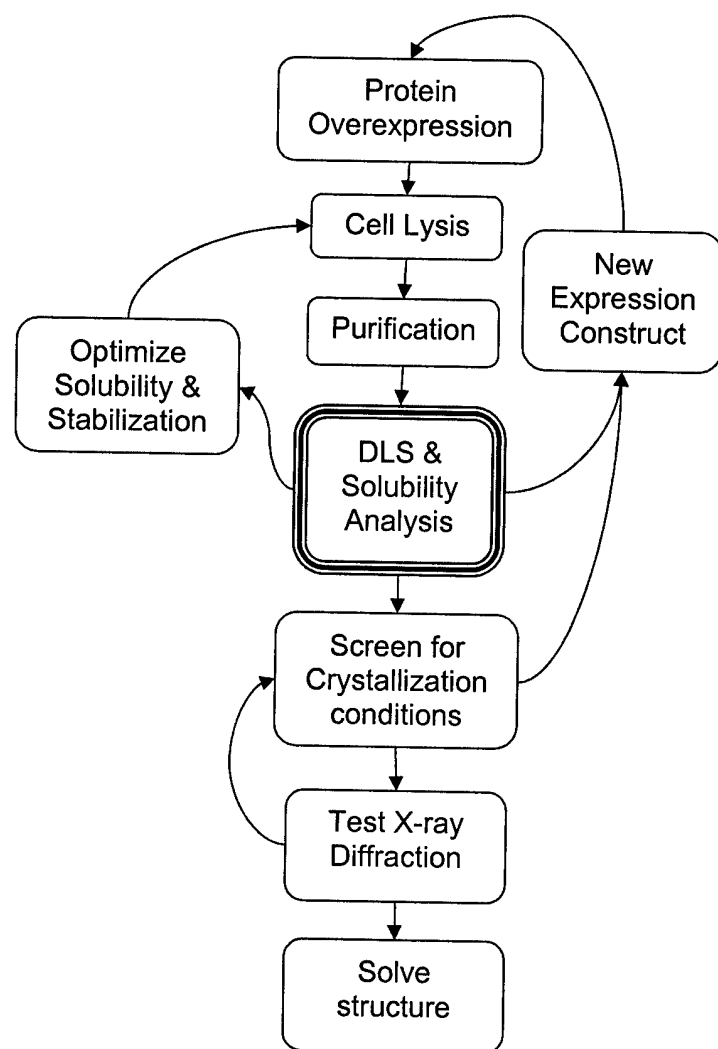 Protein
Overexpression
Cell Lysis
New
Expression
Construct
Purification
Optimize
Solubility &
Stabilization
DLS &
Solubility
Analysis
Screen for
Crystallization
conditions
Test X-ray
Diffraction
Solve
structure